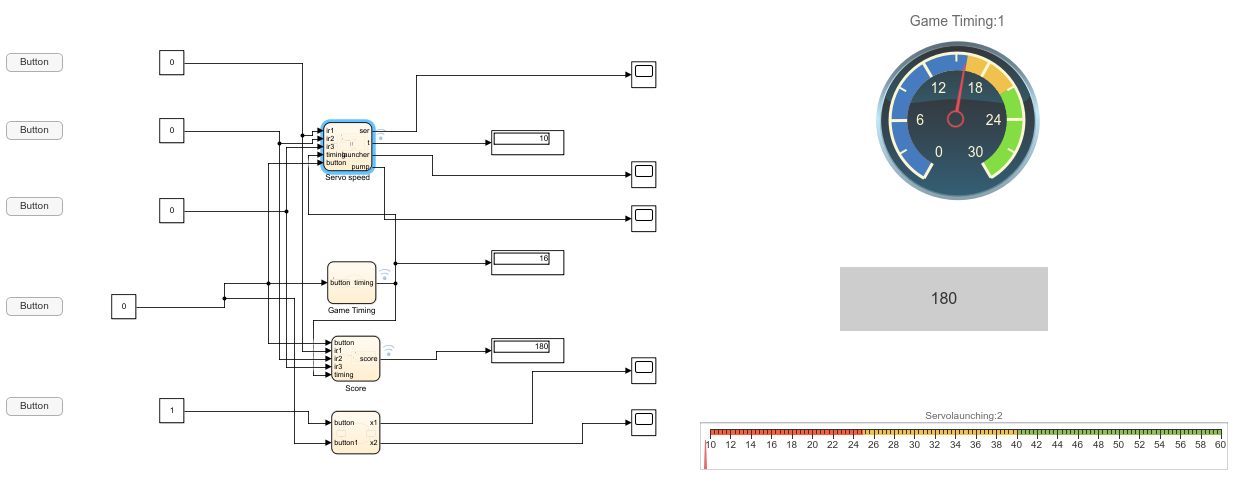 Game Timing:1
Button
0
Button
0
Button
0
Button
0
Button
1
ir1
ir2
ir3
timing
button
ser
t
launcher
pump
Servo speed
10
16
button timing
Game Timing
button
ir1
ir2
ir3
timing
score
Score
180
button x1
button1 x2
0
6
12
18
24
30
180
Servolaunching:2
10 12 14 16 18 20 22 24 26 28 30 32 34 36 38 40 42 44 46 48 50 52 54 56 58 60